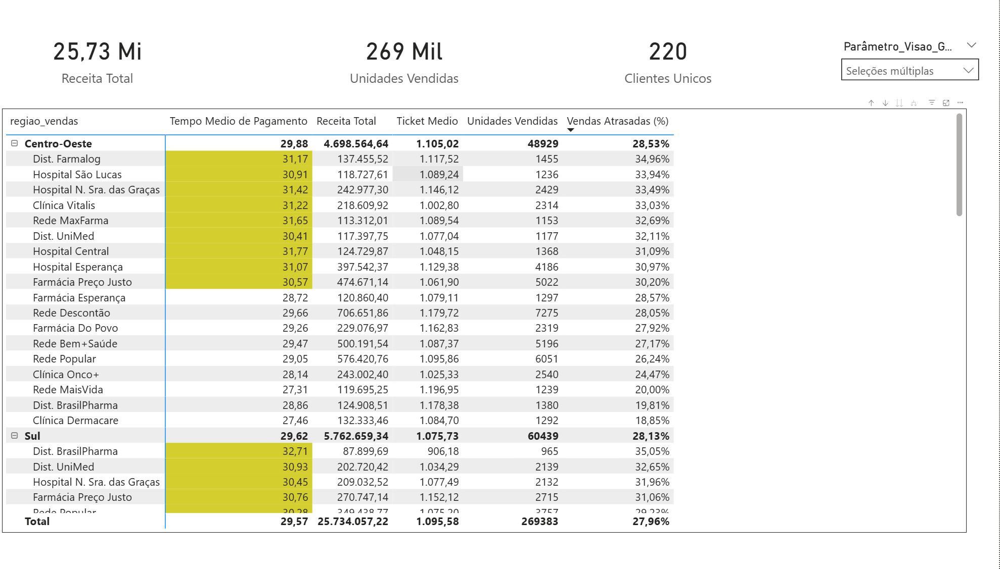 25,73 Mi
Receita Total
269 Mil
Unidades Vendidas
220
Clientes Unicos
Parâmetro_Visao_G...
Seleções múltiplas
regiao_vendas Tempo Medio de Pagamento Receita Total Ticket Medio Unidades Vendidas Vendas Atrasadas (%)
Centro-Oeste 29,88 4.698.564,64 1.105,02 48929 28,53%
Dist. Farmalog 31,17 137.455,52 1.117,52 1455 34,96%
Hospital São Lucas 30,91 118.727,61 1.089,24 1236 33,94%
Hospital N. Sra. das Graças 31,42 242.977,30 1.146,12 2429 33,49%
Clínica Vitalis 31,22 218.609,92 1.002,80 2314 33,03%
Rede MaxFarma 31,65 113.312,01 1.089,54 1153 32,69%
Dist. UniMed 30,41 117.397,75 1.077,04 1177 32,11%
Hospital Central 31,77 124.729,87 1.048,15 1368 31,09%
Hospital Esperança 31,07 397.542,37 1.129,38 4186 30,97%
Farmácia Preço Justo 30,57 474.671,14 1.061,90 5022 30,20%
Farmácia Esperança 28,72 120.860,40 1.079,11 1297 28,57%
Rede Descontão 29,66 706.651,86 1.179,72 7275 28,05%
Farmácia Do Povo 29,26 229.076,97 1.162,83 2319 27,92%
Rede Bem+Saúde 29,47 500.191,54 1.087,37 5196 27,17%
Rede Popular 29,05 576.420,76 1.095,86 6051 26,24%
Clínica Onco+ 28,14 243.002,40 1.025,33 2540 24,47%
Rede MaisVida 27,31 119.695,25 1.196,95 1239 20,00%
Dist. BrasilPharma 28,86 124.908,51 1.178,38 1380 19,81%
Clínica Dermacare 27,46 132.333,46 1.084,70 1292 18,85%
Sul 29,62 5.762.659,34 1.075,73 60439 28,13%
Dist. BrasilPharma 32,71 87.899,69 906,18 965 35,05%
Dist. UniMed 30,93 202.720,42 1.034,29 2139 32,65%
Hospital N. Sra. das Graças 30,45 209.032,52 1.077,49 2132 31,96%
Farmácia Preço Justo 30,76 270.747,14 1.152,12 2715 31,06%
Rede Popular 30,28 349.438,77 1.075,20 3757 29,23%
Total 29,57 25.734.057,22 1.095,58 269383 27,96%